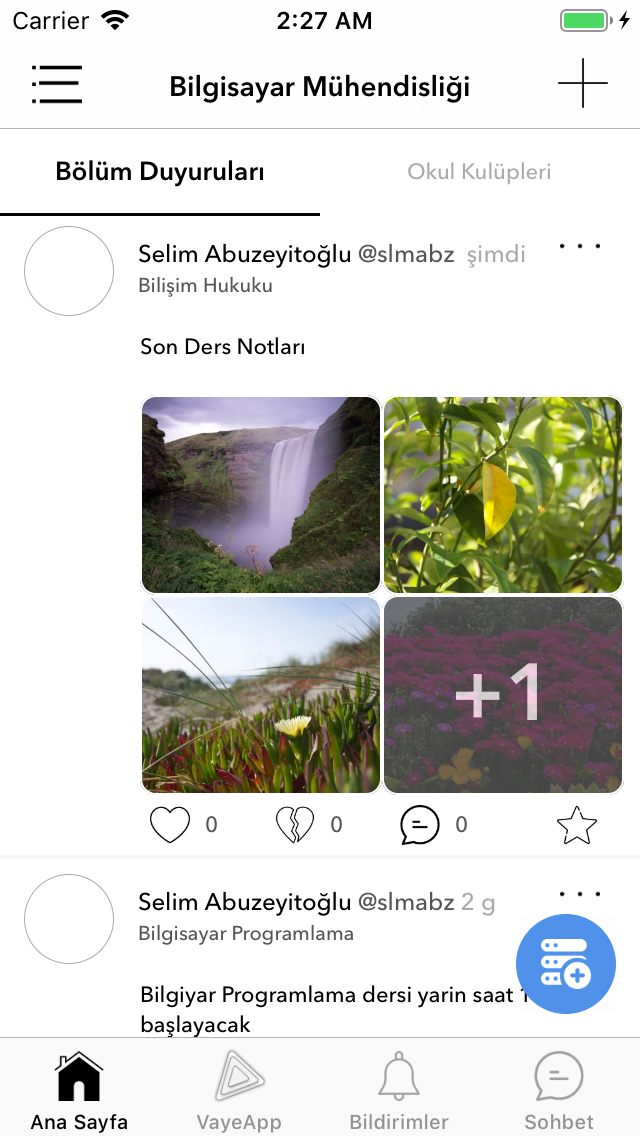 Carrier 2:27 AM
Bilgisayar Mühendisliği
Bölüm Duyuruları Okul Kulüpleri
Selim Abuzeyitoğlu @slmabz şimdi
Bilişim Hukuku
Son Ders Notları
+1
0 0 0
Selim Abuzeyitoğlu @slmabz 2 g
Bilgisayar Programlama
Bilgiyar Programlama dersi yarin saat
başlayacak
Ana Sayfa VayeApp Bildirimler Sohbet